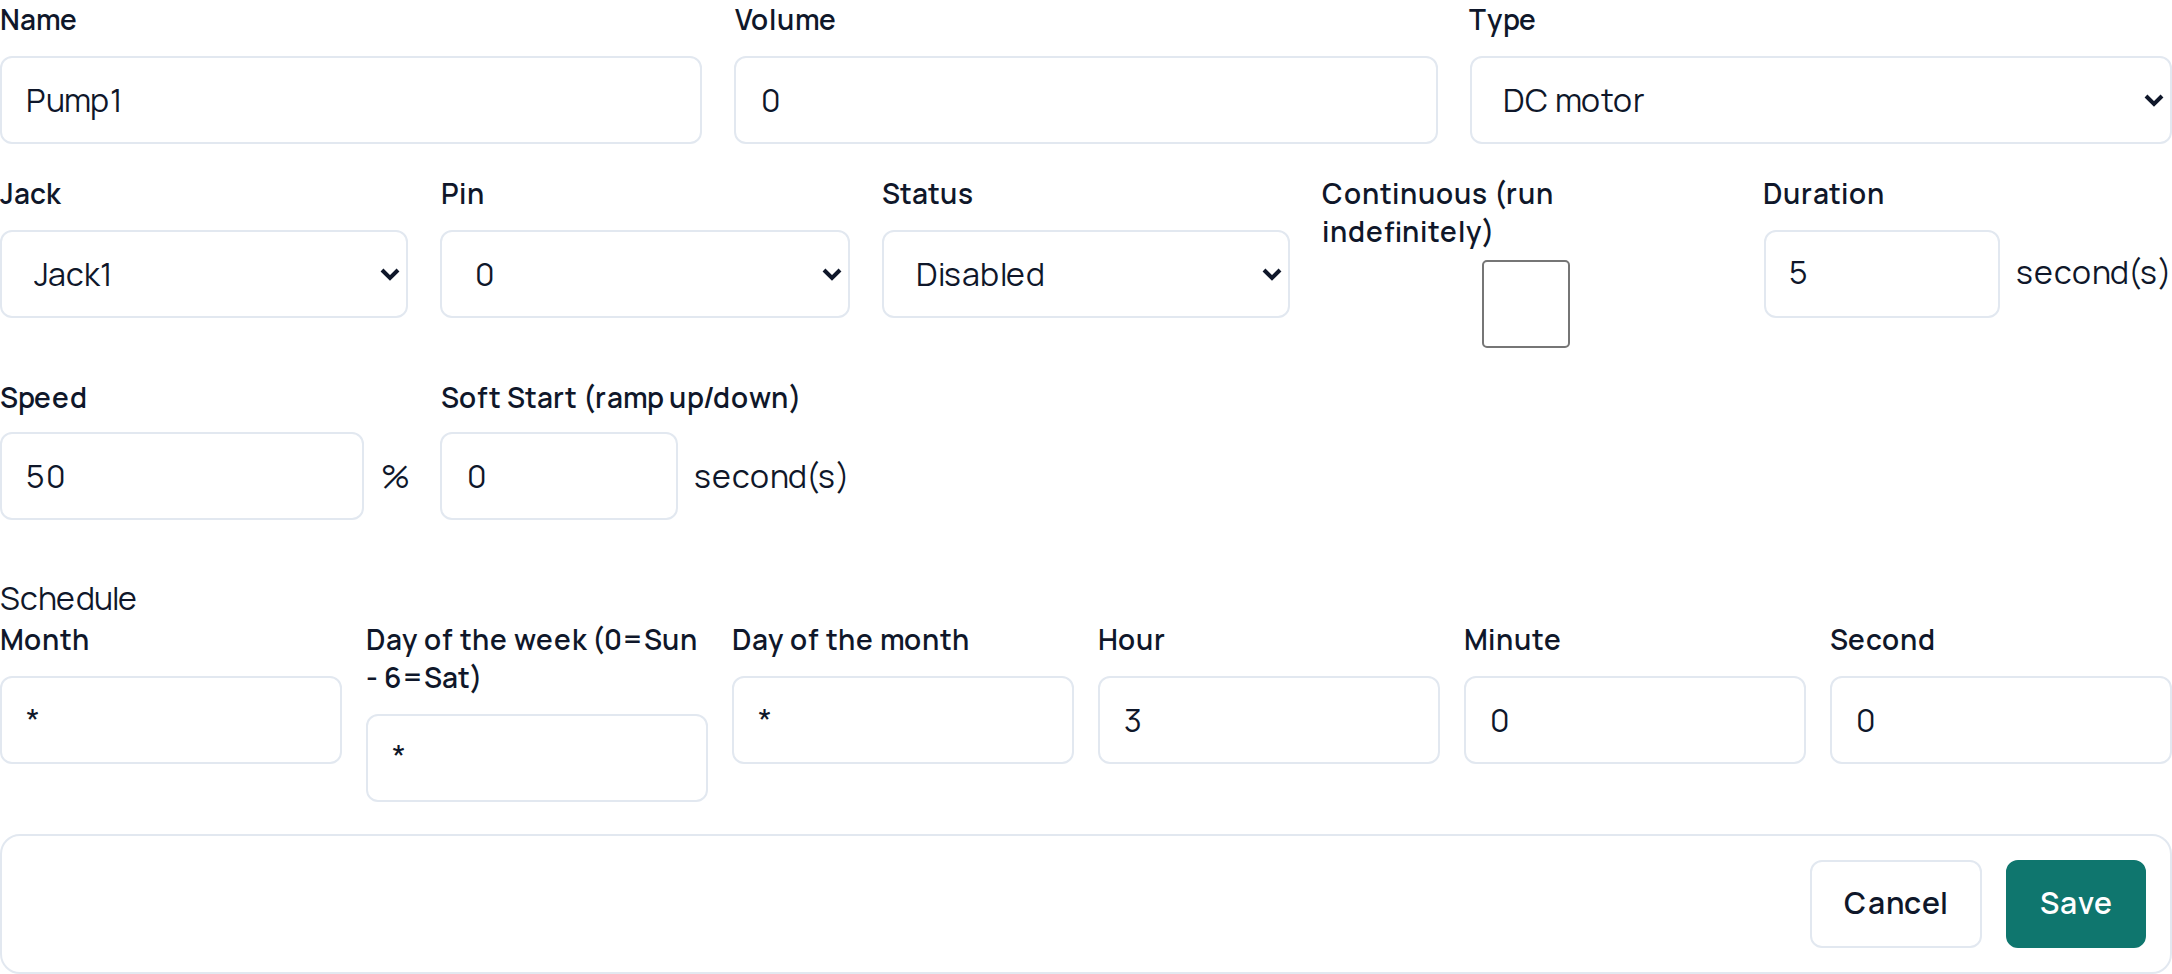 Name Volume Type
Pump1 0 DC motor
Jack Pin Status Continuous (run indefinitely) Duration
Jack1 0 Disabled 5 second(s)
Speed Soft Start (ramp up/down)
50 % 0 second(s)
Schedule
Month Day of the week (0=Sun - 6=Sat) Day of the month Hour Minute Second
* * * 3 0 0
Cancel Save